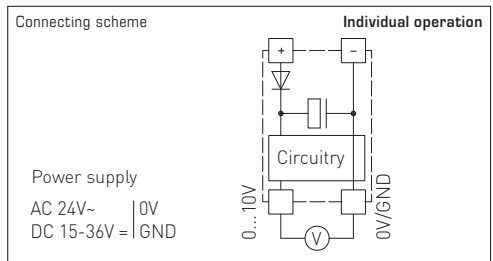 Connecting scheme
Individual operation
+ −
Circuitry
Power supply
AC 24V~ 0V
DC 15-36V = GND
0...10V
V
0V/GND